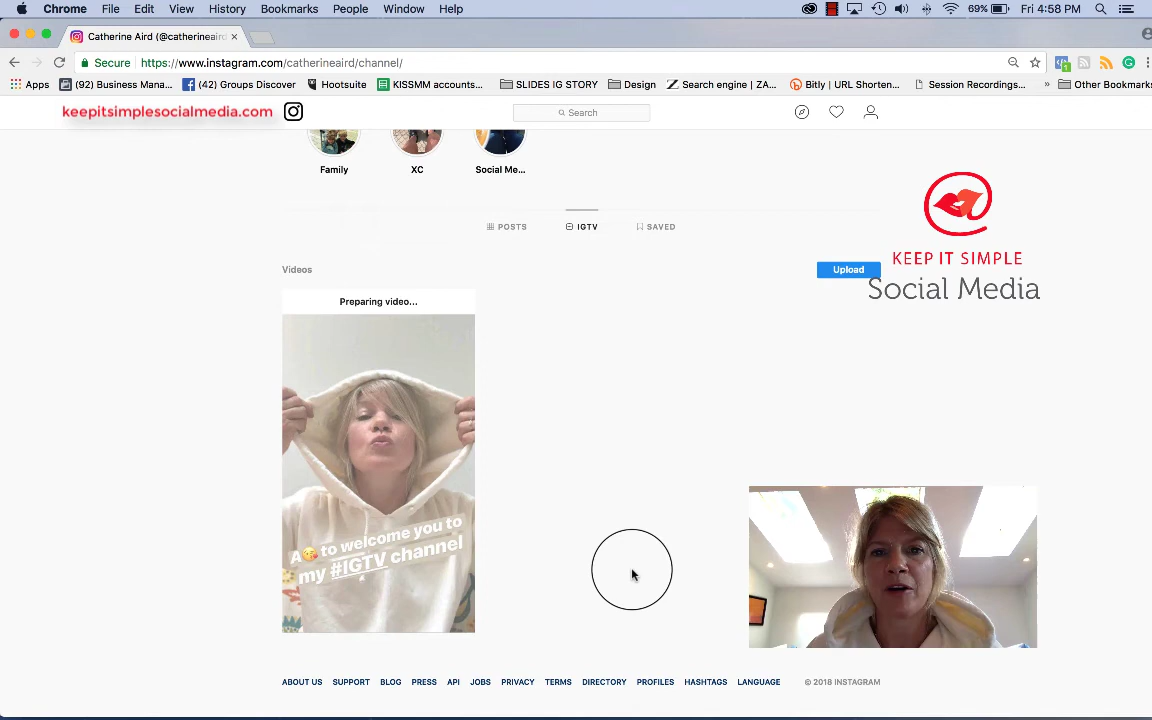 Chrome File Edit View History Bookmarks People Window Help 69% Fri 4:58 PM
Catherine Aird (@catherineaird
Secure https://www.instagram.com/catherineaird/channel/
Apps (92) Business Mana... (42) Groups Discover Hootsuite KISSMM accounts... SLIDES IG STORY Design Search engine | ZA... Bitly | URL Shorten... Session Recordings... » Other Bookmarks
keepitsimplesocialmedia.com Search
Family XC Social Me...
POSTS IGTV SAVED
KEEP IT SIMPLE
Social Media
Videos Upload
Preparing video...
A to welcome you to
my #IGTV channel
ABOUT US SUPPORT BLOG PRESS API JOBS PRIVACY TERMS DIRECTORY PROFILES HASHTAGS LANGUAGE © 2018 INSTAGRAM